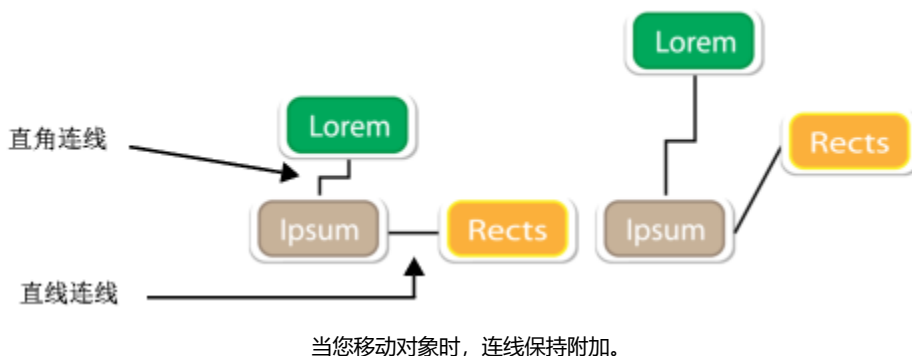 Lorem
Lorem
直角连线
Rects
Ipsum
Rects
Ipsum
直线连线
当您移动对象时，连线保持附加。